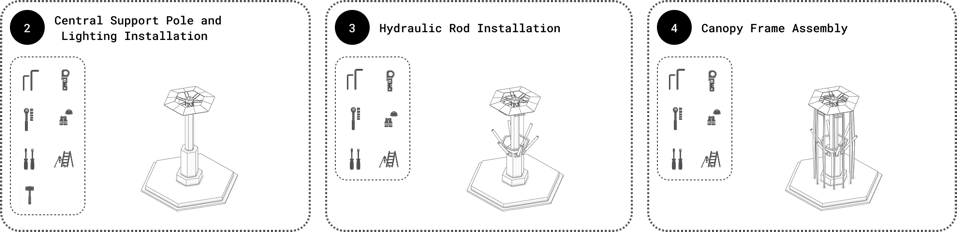 2
Central Support Pole and
Lighting Installation
3
Hydraulic Rod Installation
4
Canopy Frame Assembly